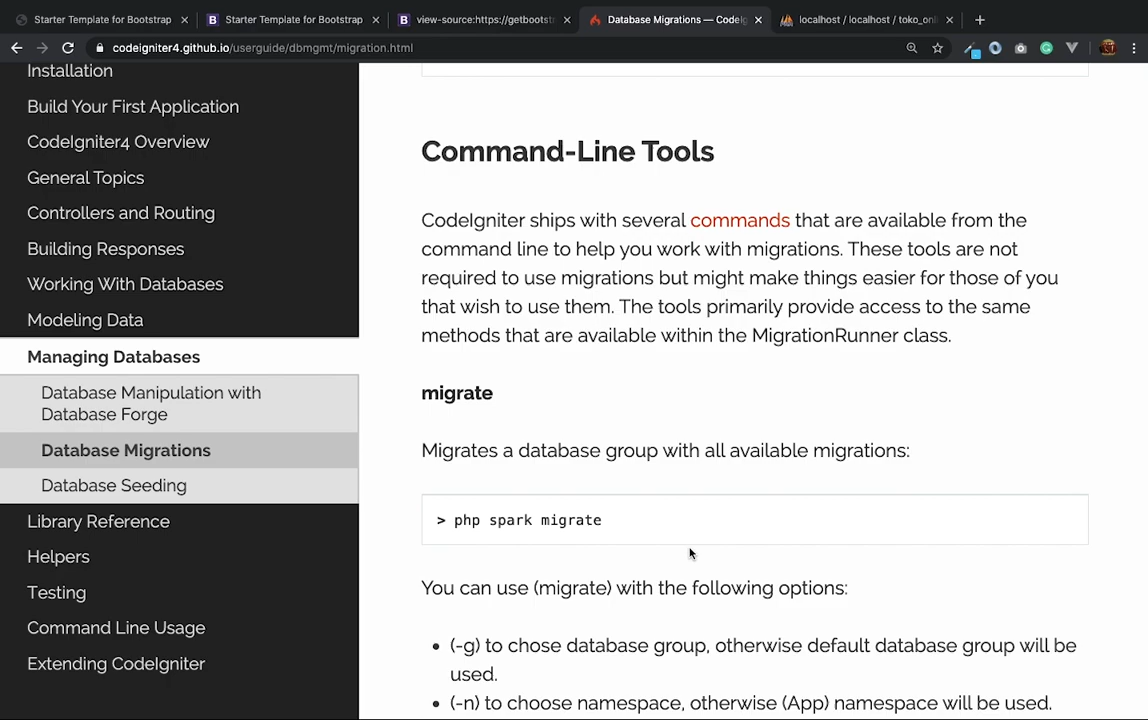 Starter Template for Bootstrap
Starter Template for Bootstrap
view-source:https://getbootst
Database Migrations — CodeIg
localhost / localhost / toko_onl
codeigniter4.github.io/userguide/dbmgmt/migration.html
Installation
Build Your First Application
CodeIgniter4 Overview
General Topics
Controllers and Routing
Building Responses
Working With Databases
Modeling Data
Managing Databases
Database Manipulation with
Database Forge
Database Migrations
Database Seeding
Library Reference
Helpers
Testing
Command Line Usage
Extending CodeIgniter
Command-Line Tools
CodeIgniter ships with several commands that are available from the
command line to help you work with migrations. These tools are not
required to use migrations but might make things easier for those of you
that wish to use them. The tools primarily provide access to the same
methods that are available within the MigrationRunner class.
migrate
Migrates a database group with all available migrations:
> php spark migrate
You can use (migrate) with the following options:
• (-g) to chose database group, otherwise default database group will be
used.
• (-n) to choose namespace, otherwise (App) namespace will be used.